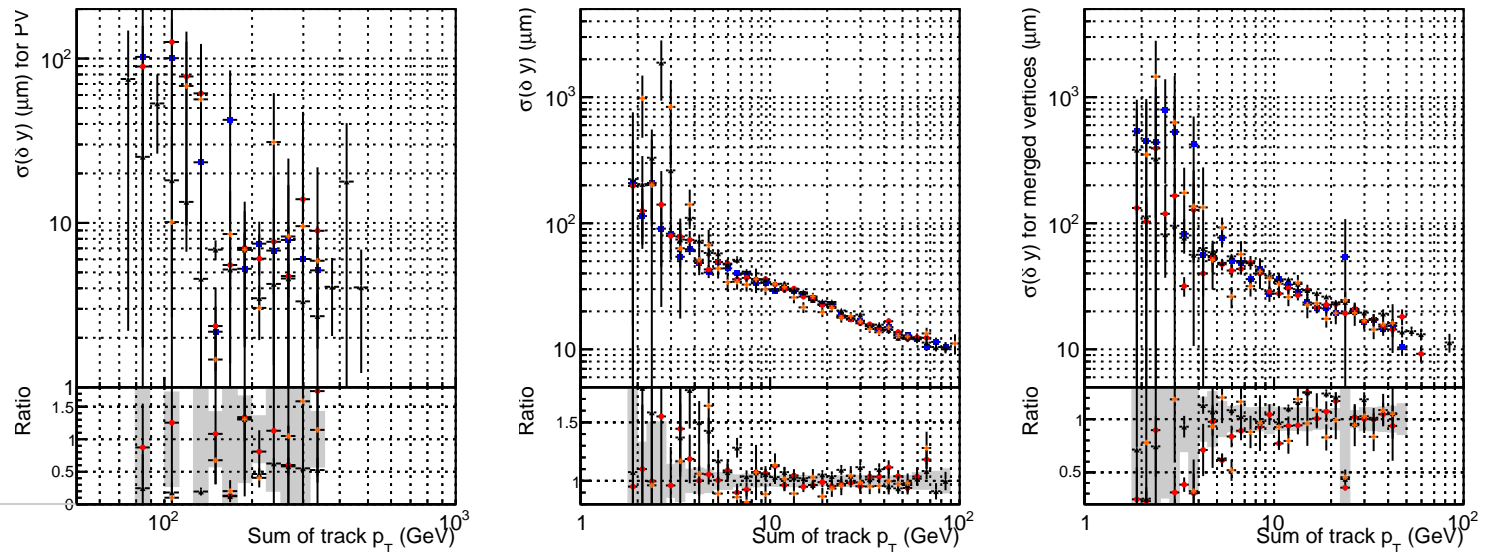 σ(δ y) (μm) for PV
10²
10
1
Ratio
1.5
1
0.5
0
10²
10³
Sum of track p_T (GeV)
σ(δ y) (μm)
10³
10²
10
Ratio
1.5
1
1
10
10²
Sum of track p_T (GeV)
σ(δ y) for merged vertices (μm)
10³
10²
10
Ratio
1
0.5
1
10
10²
Sum of track p_T (GeV)